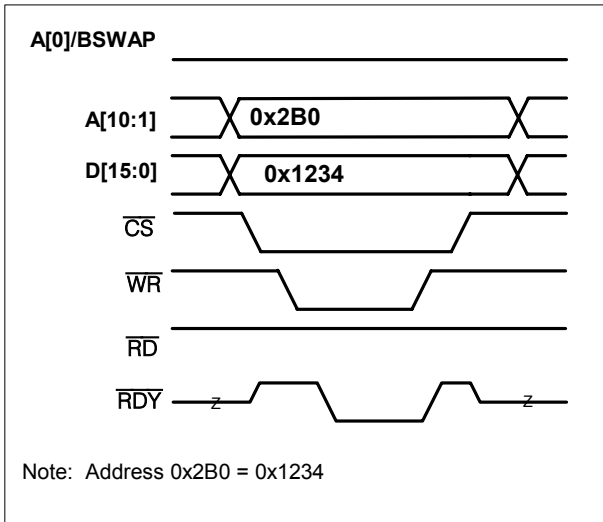 A[0]/BSWAP
A[10:1] 0x2B0
D[15:0] 0x1234
CS
WR
RD
RDY Z Z
Note: Address 0x2B0 = 0x1234